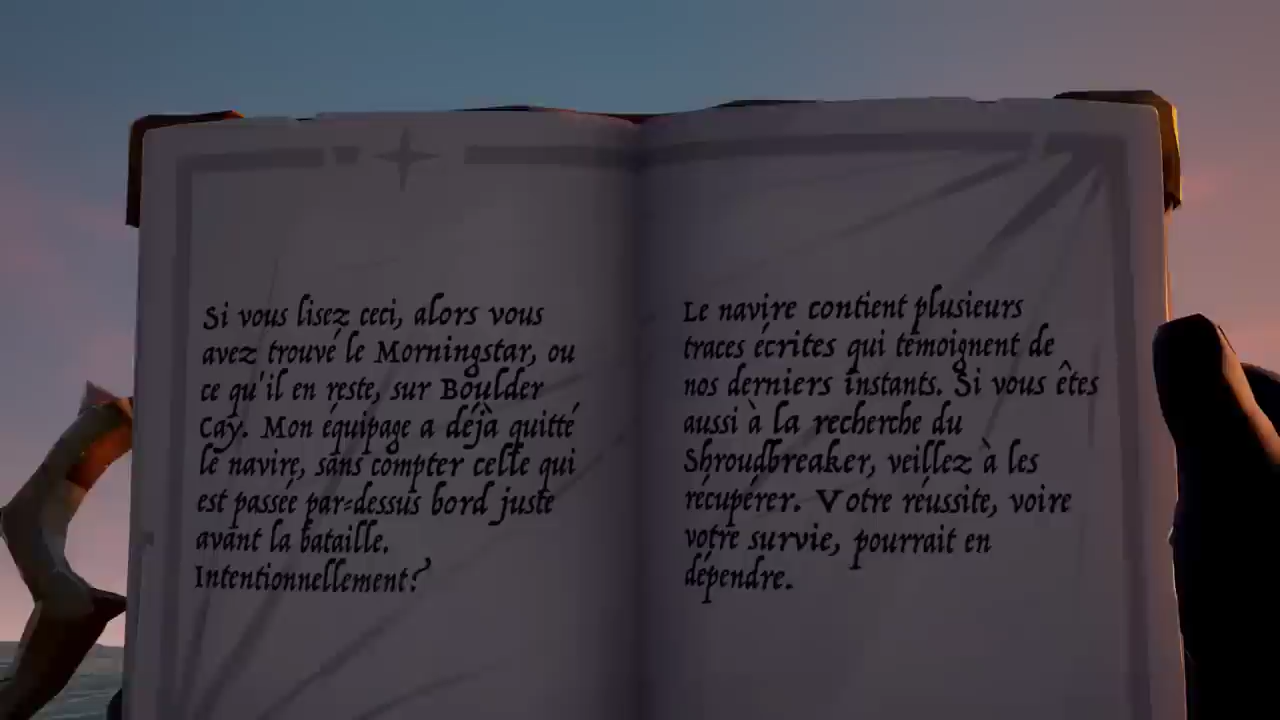 Si vous lisez ceci, alors vous
avez trouvé le Morningstar, ou
ce qu'il en reste, sur Boulder
Cay. Mon équipage a déjà quitté
le navire, sans compter celle qui
est passée par-dessus bord juste
avant la bataille.
Intentionnellement?
Le navire contient plusieurs
traces écrites qui témoignent de
nos derniers instants. Si vous êtes
aussi à la recherche du
Shroudbreaker, veillez à les
récupérer. Votre réussite, voire
votre survie, pourrait en
dépendre.